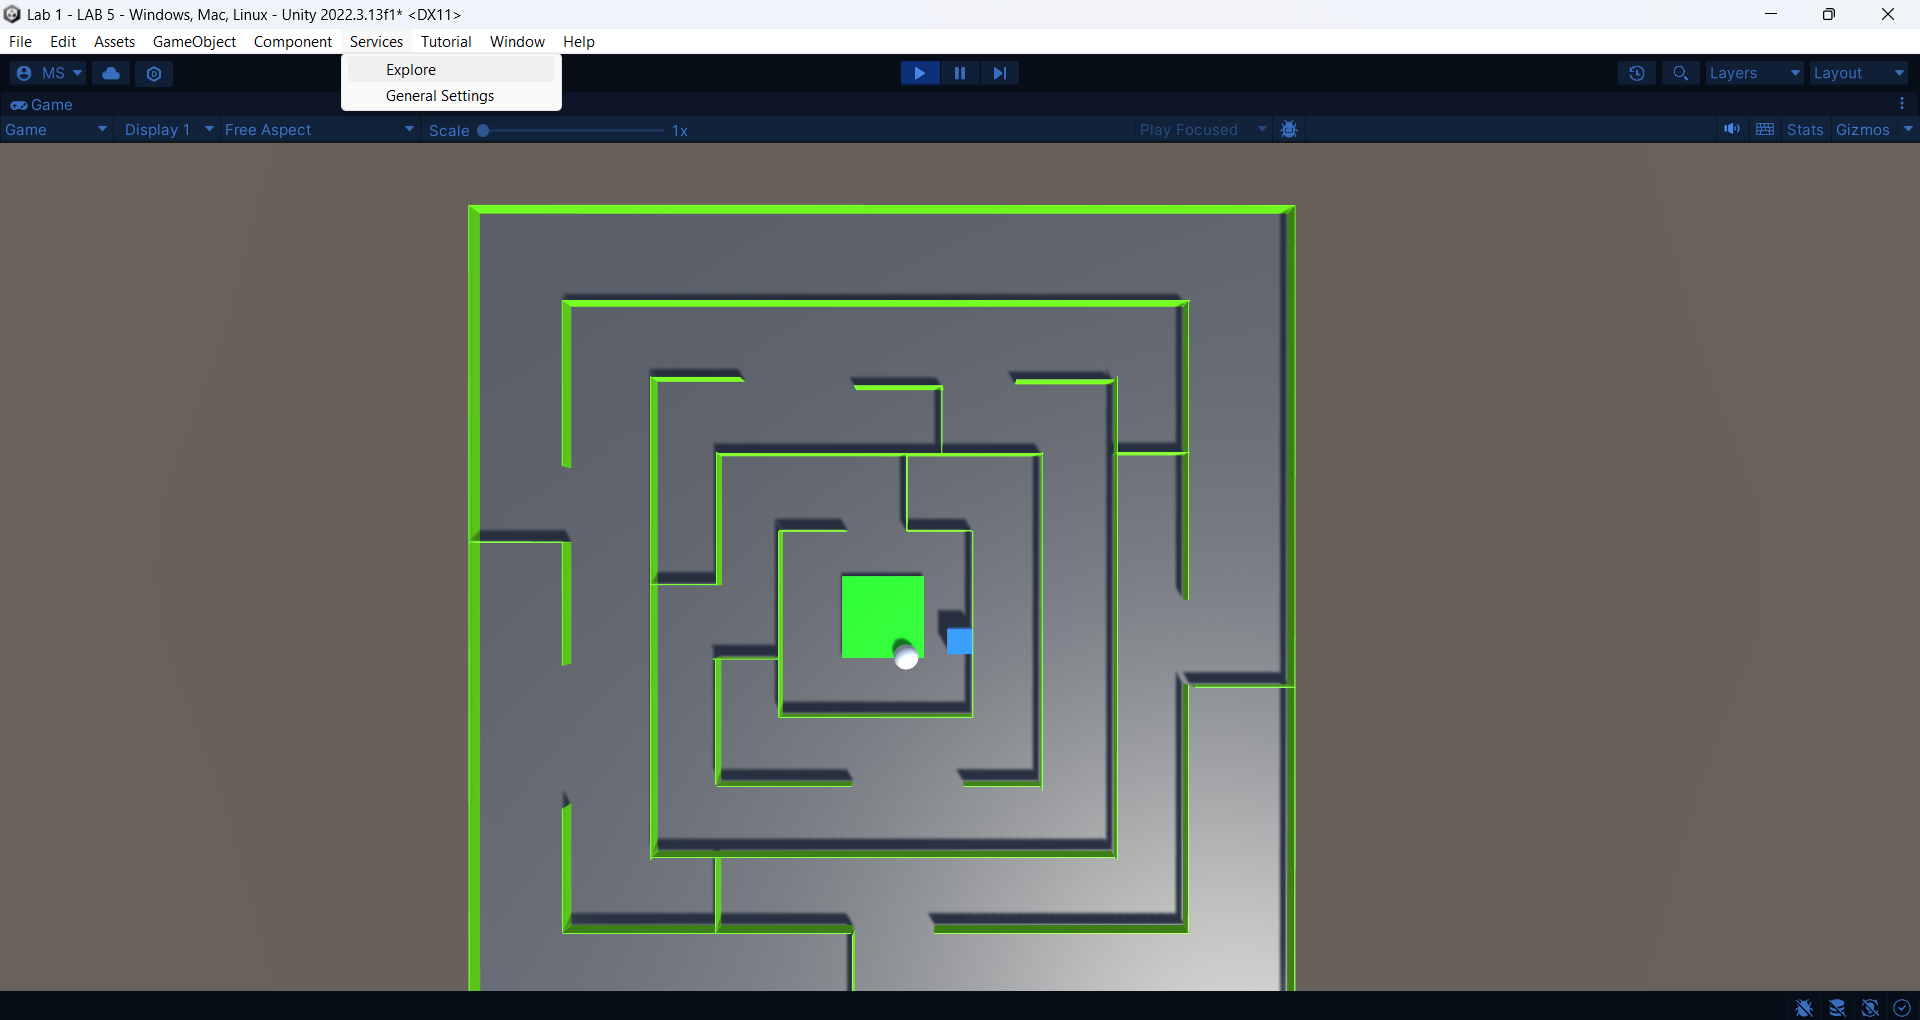 Lab 1 - LAB 5 - Windows, Mac, Linux - Unity 2022.3.13f1* <DX11>
File Edit Assets GameObject Component Services Tutorial Window Help
Explore
General Settings
MS
Layers
Layout
Game
Game
Display 1
Free Aspect
Scale
1x
Play Focused
Stats
Gizmos